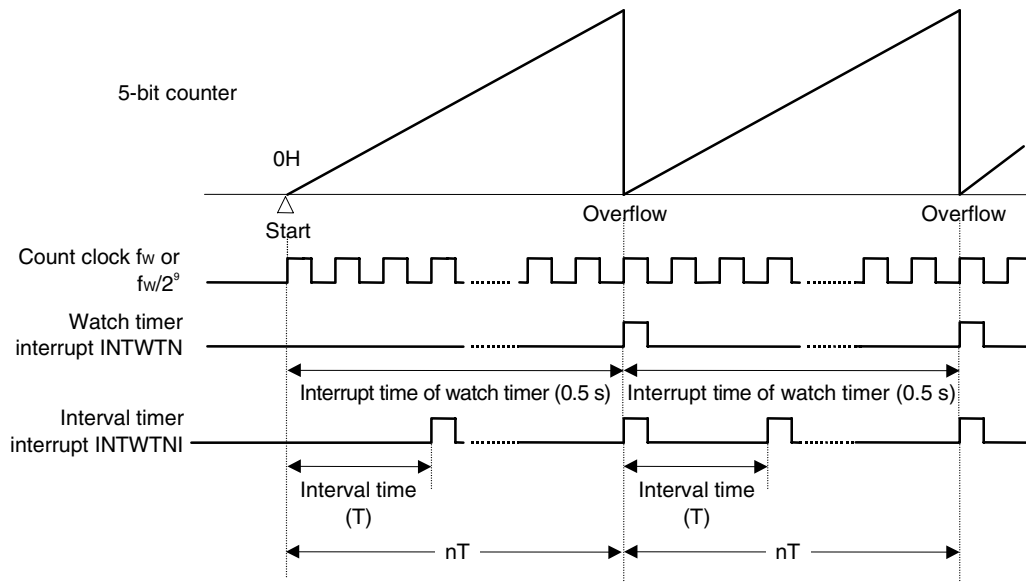 5-bit counter
0H
Start
Overflow
Overflow
Count clock fw or
fw/2⁹
Watch timer
interrupt INTWTN
Interrupt time of watch timer (0.5 s)
Interrupt time of watch timer (0.5 s)
Interval timer
interrupt INTWTNI
Interval time
(T)
Interval time
(T)
nT
nT